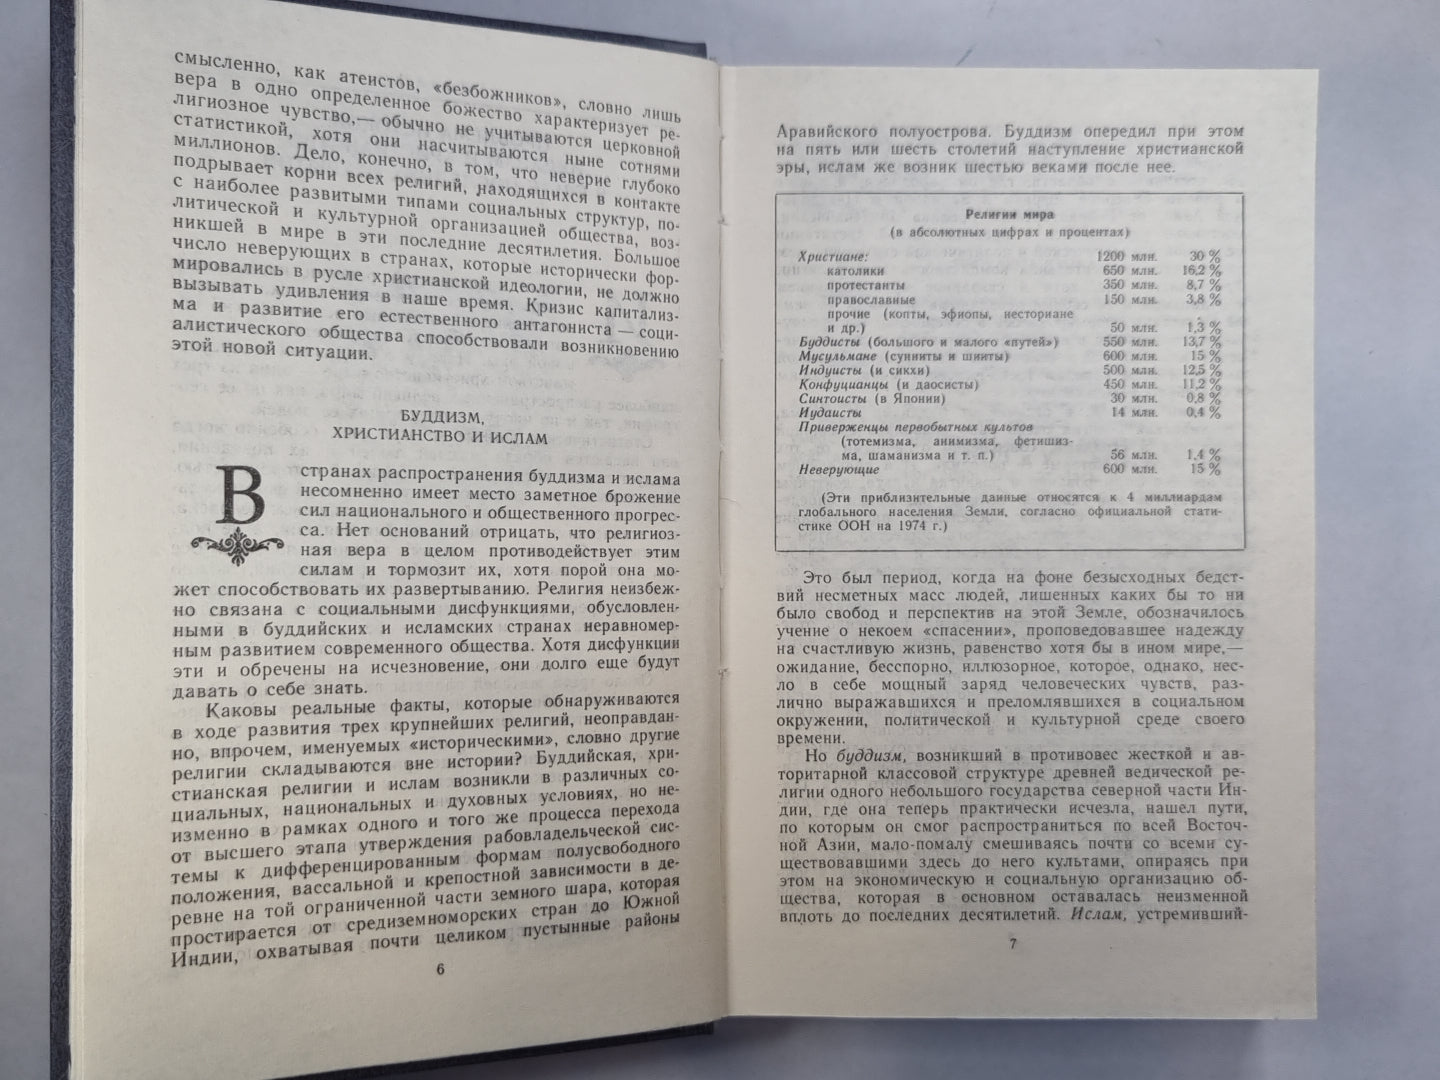 смысленно, как атеистов, «безбожников», словно лишь
вера в одно определенное божество характеризует ре-
лигиозное чувство,— обычно не учитываются церковной
статистикой, хотя они насчитываются ныне сотнями
миллионов. Дело, конечно, в том, что неверие глубоко
подрывает корни всех религий, находящихся в контакте
с наиболее развитыми типами социальных структур, по-
литической и культурной организацией общества, воз-
никшей в мире в эти последние десятилетия. Большое
число неверующих в странах, которые исторически фор-
мировались в русле христианской идеологии, не должно
вызывать удивления в наше время. Кризис капитализ-
ма и развитие его естественного антагониста — соци-
алистического общества способствовали возникновению
этой новой ситуации.
БУДДИЗМ,
ХРИСТИАНСТВО И ИСЛАМ
В странах распространения буддизма и ислама
несомненно имеет место заметное брожение
сил национального и общественного прогрес-
са. Нет оснований отрицать, что религиоз-
ная вера в целом противодействует этим
силам и тормозит их, хотя порой она мо-
жет способствовать их развертыванию. Религия неизбеж-
но связана с социальными дисфункциями, обусловлен-
ными в буддийских и исламских странах неравномер-
ным развитием современного общества. Хотя дисфункции
эти и обречены на исчезновение, они долго еще будут
давать о себе знать.
Каковы реальные факты, которые обнаруживаются
в ходе развития трех крупнейших религий, неоправдан-
но, впрочем, именуемых «историческими», словно другие
религии складываются вне истории? Буддийская, хри-
стианская религии и ислам возникли в различных со-
циальных, национальных и духовных условиях, но не-
изменно в рамках одного и того же процесса перехода
от высшего этапа утверждения рабовладельческой сис-
темы к дифференцированным формам полусвободного
положения, вассальной и крепостной зависимости в де-
ревне на той ограниченной части земного шара, которая
простирается от средиземноморских стран до Южной
Индии, охватывая почти целиком пустынные районы
6
Аравийского полуострова. Буддизм опередил при этом
на пять или шесть столетий наступление христианской
эры, ислам же возник шестью веками после нее.
Религии мира
(в абсолютных цифрах и процентах)
Христиане: 1200 млн. 30 %
католики 650 млн. 16,2 %
протестанты 350 млн. 8,7 %
православные 150 млн. 3,8 %
прочие (копты, эфиопы, несториане
и др.) 50 млн. 1,3 %
Буддисты (большого и малого «путей») 550 млн. 13,7 %
Мусульмане (сунниты и шииты) 600 млн. 15 %
Индуисты (и сикхи) 500 млн. 12,5 %
Конфуцианцы (и даосисты) 450 млн. 11,2 %
Синтоисты (в Японии) 30 млн. 0,8 %
Иудаисты 14 млн. 0,4 %
Приверженцы первобытных культов
(тотемизма, анимизма, фетишиз-
ма, шаманизма и т. п.) 56 млн. 1,4 %
Неверующие 600 млн. 15 %
(Эти приблизительные данные относятся к 4 миллиардам
глобального населения Земли, согласно официальной стати-
стике ООН на 1974 г.)
Это был период, когда на фоне безысходных бедст-
вий несметных масс людей, лишенных каких бы то ни
было свобод и перспектив на этой Земле, обозначилось
учение о некоем «спасении», проповедовавшее надежду
на счастливую жизнь, равенство хотя бы в ином мире,—
ожидание, бесспорно, иллюзорное, которое, однако, нес-
ло в себе мощный заряд человеческих чувств, раз-
лично выражавшихся и преломлявшихся в социальном
окружении, политической и культурной среде своего
времени.
Но буддизм, возникший в противовес жесткой и ав-
торитарной классовой структуре древней ведической ре-
лигии одного небольшого государства северной части Ин-
дии, где она теперь практически исчезла, нашел пути,
по которым он смог распространиться по всей Восточ-
ной Азии, мало-помалу смешиваясь почти со всеми су-
ществовавшими здесь до него культами, опираясь при
этом на экономическую и социальную организацию об-
щества, которая в основном оставалась неизменной
вплоть до последних десятилетий. Ислам, устремивший-
7